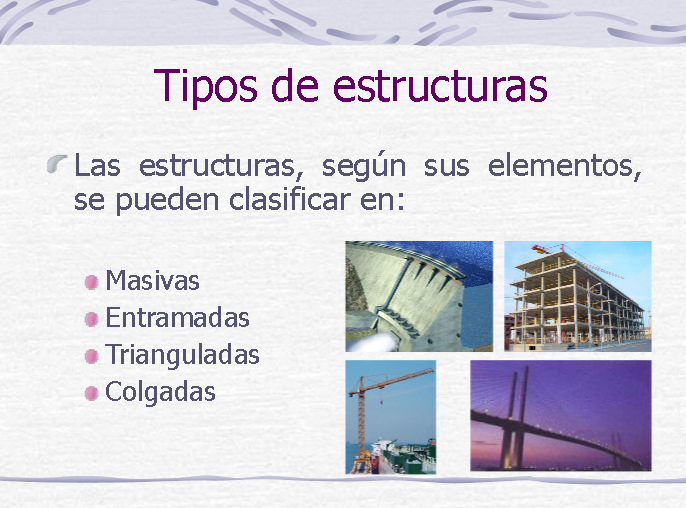 Tipos de estructuras
Las estructuras, según sus elementos,
se pueden clasificar en:
Masivas
Entramadas
Trianguladas
Colgadas